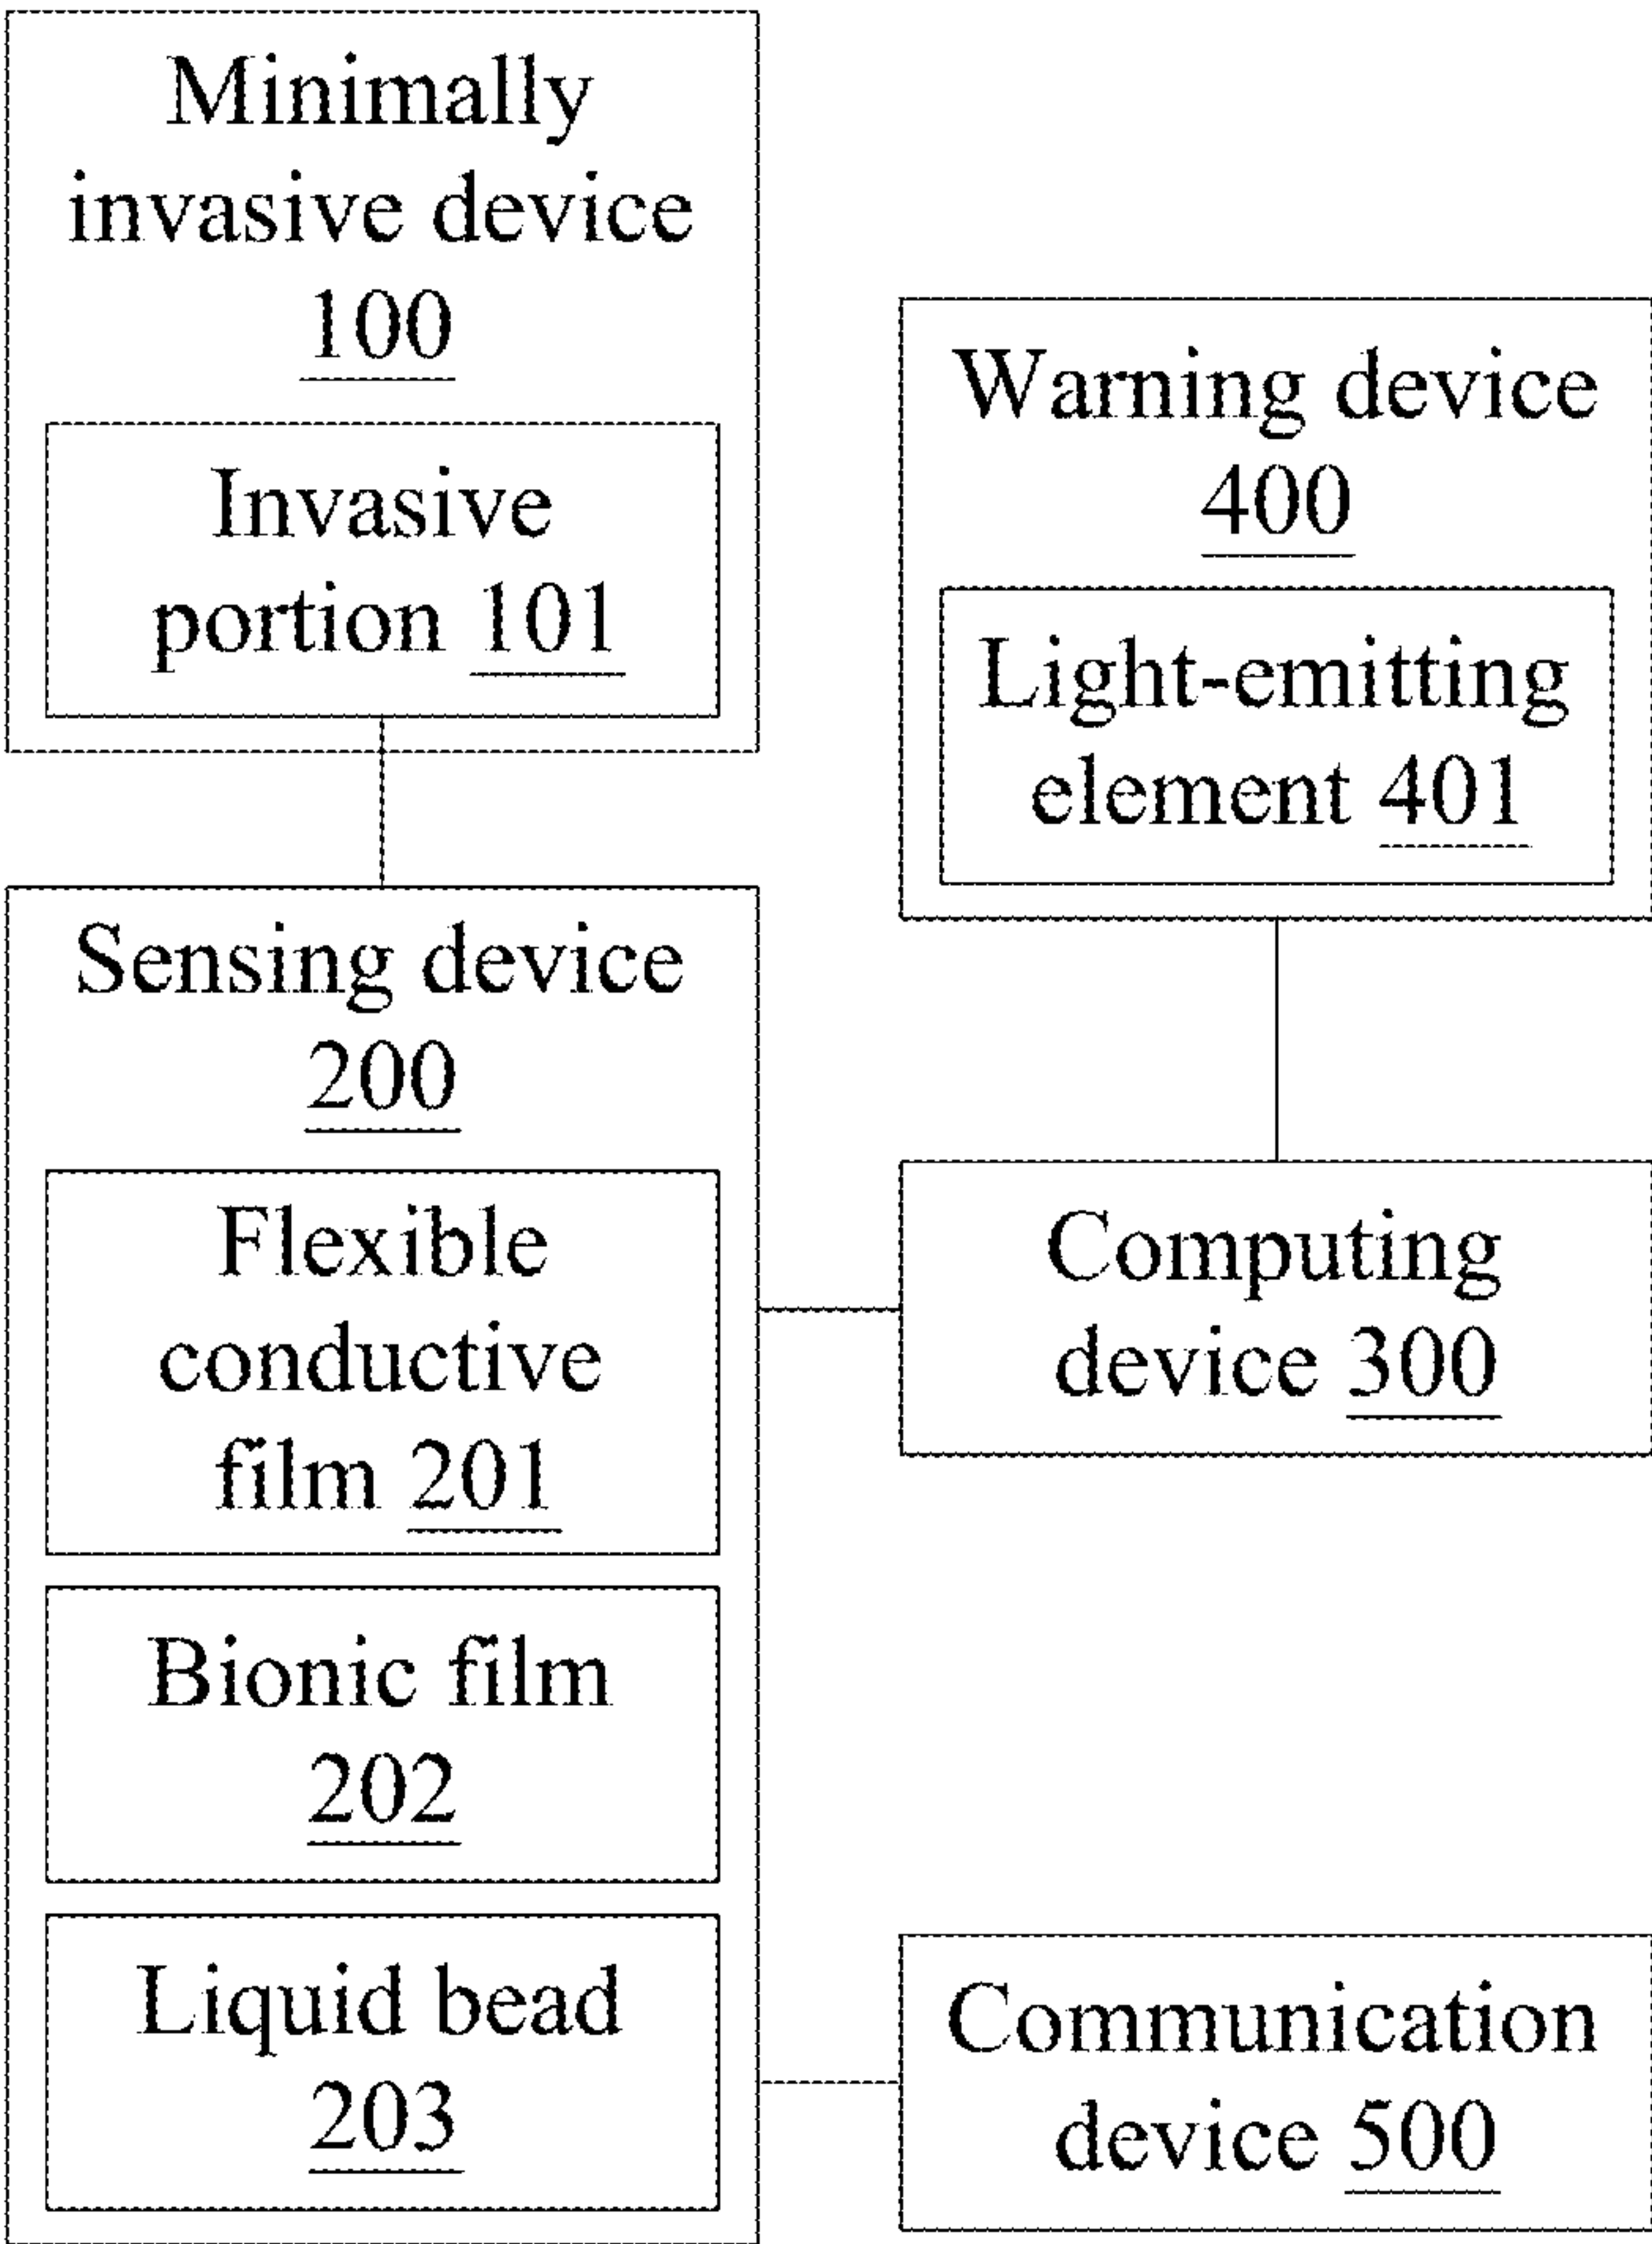 Minimally
invasive device
100
Invasive
portion 101
Sensing device
200
Flexible
conductive
film 201
Bionic film
202
Liquid bead
203
Warning device
400
Light-emitting
element 401
Computing
device 300
Communication
device 500